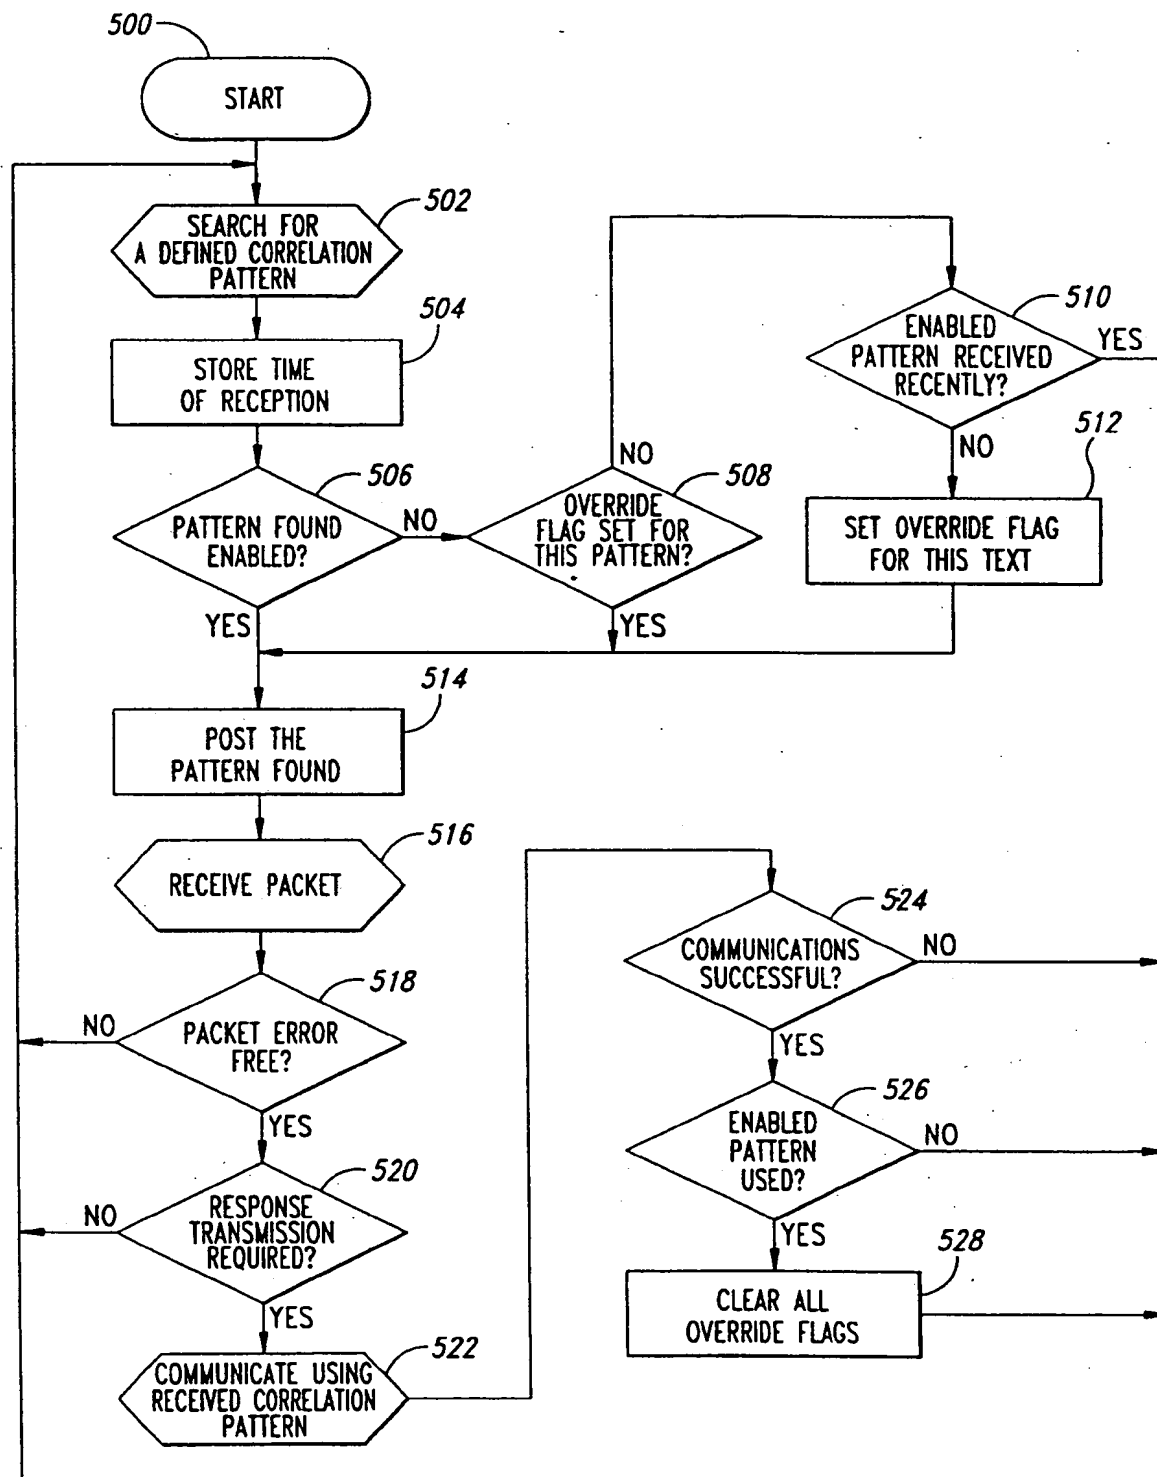 500
START
502
SEARCH FOR
A DEFINED CORRELATION
PATTERN
504
STORE TIME
OF RECEPTION
506
PATTERN FOUND
ENABLED?
NO
YES
508
OVERRIDE
FLAG SET FOR
THIS PATTERN?
NO
YES
510
ENABLED
PATTERN RECEIVED
RECENTLY?
YES
NO
512
SET OVERRIDE FLAG
FOR THIS TEXT
514
POST THE
PATTERN FOUND
516
RECEIVE PACKET
518
PACKET ERROR
FREE?
NO
YES
520
RESPONSE
TRANSMISSION
REQUIRED?
NO
YES
522
COMMUNICATE USING
RECEIVED CORRELATION
PATTERN
524
COMMUNICATIONS
SUCCESSFUL?
NO
YES
526
ENABLED
PATTERN
USED?
NO
YES
528
CLEAR ALL
OVERRIDE FLAGS